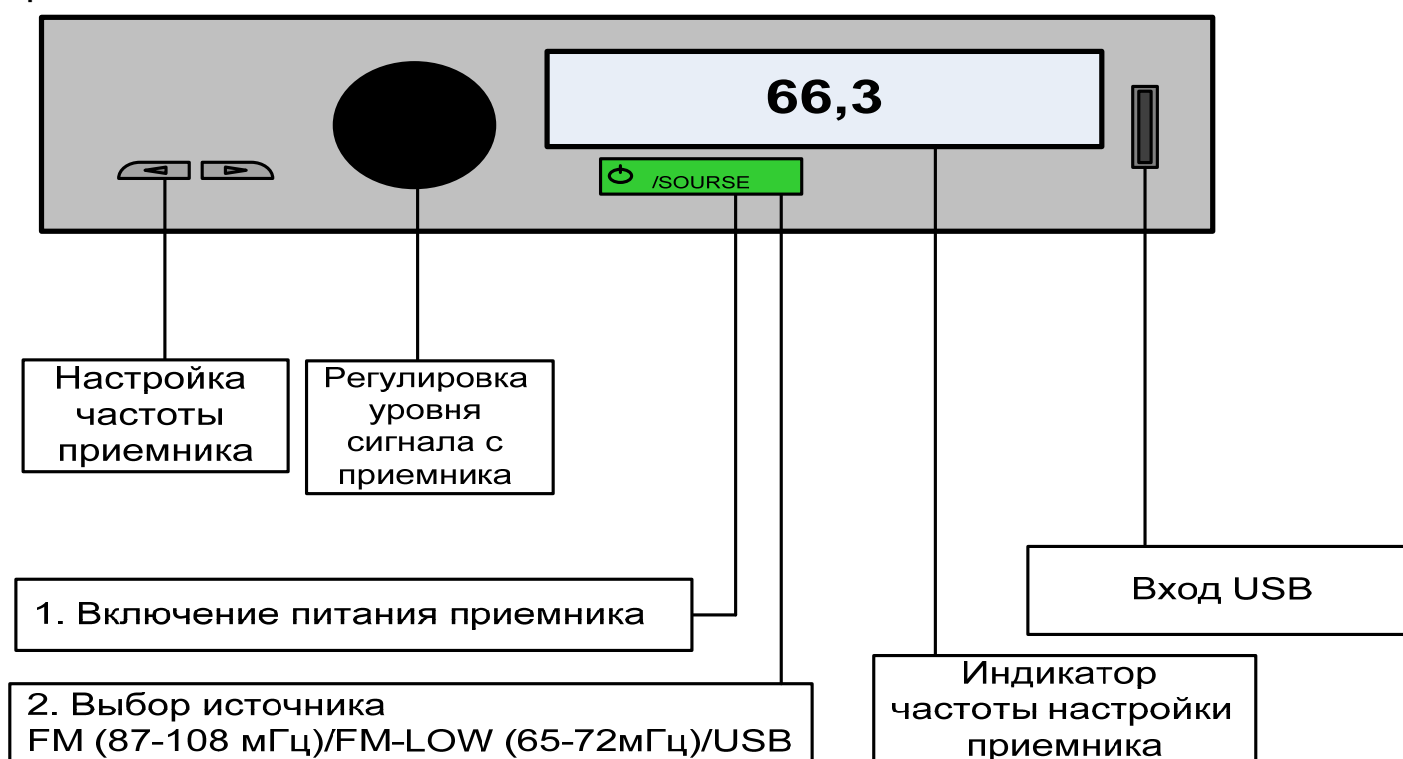 66,3
/SOURSE
Настройка
частоты
приемника
Регулировка
уровня
сигнала с
приемника
1. Включение питания приемника
2. Выбор источника
FM (87-108 мГц)/FM-LOW (65-72мГц)/USB
Вход USB
Индикатор
частоты настройки
приемника